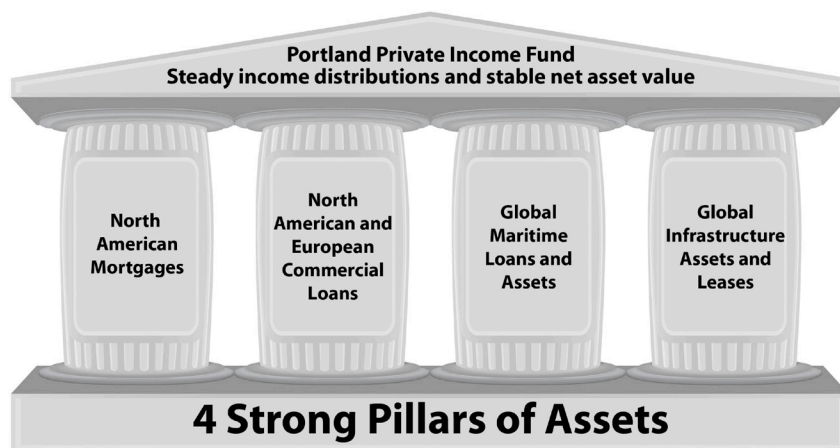 Portland Private Income Fund
Steady income distributions and stable net asset value
North
American
Mortgages
North
American and
European
Commercial
Loans
Global
Maritime
Loans and
Assets
Global
Infrastructure
Assets and
Leases
4 Strong Pillars of Assets